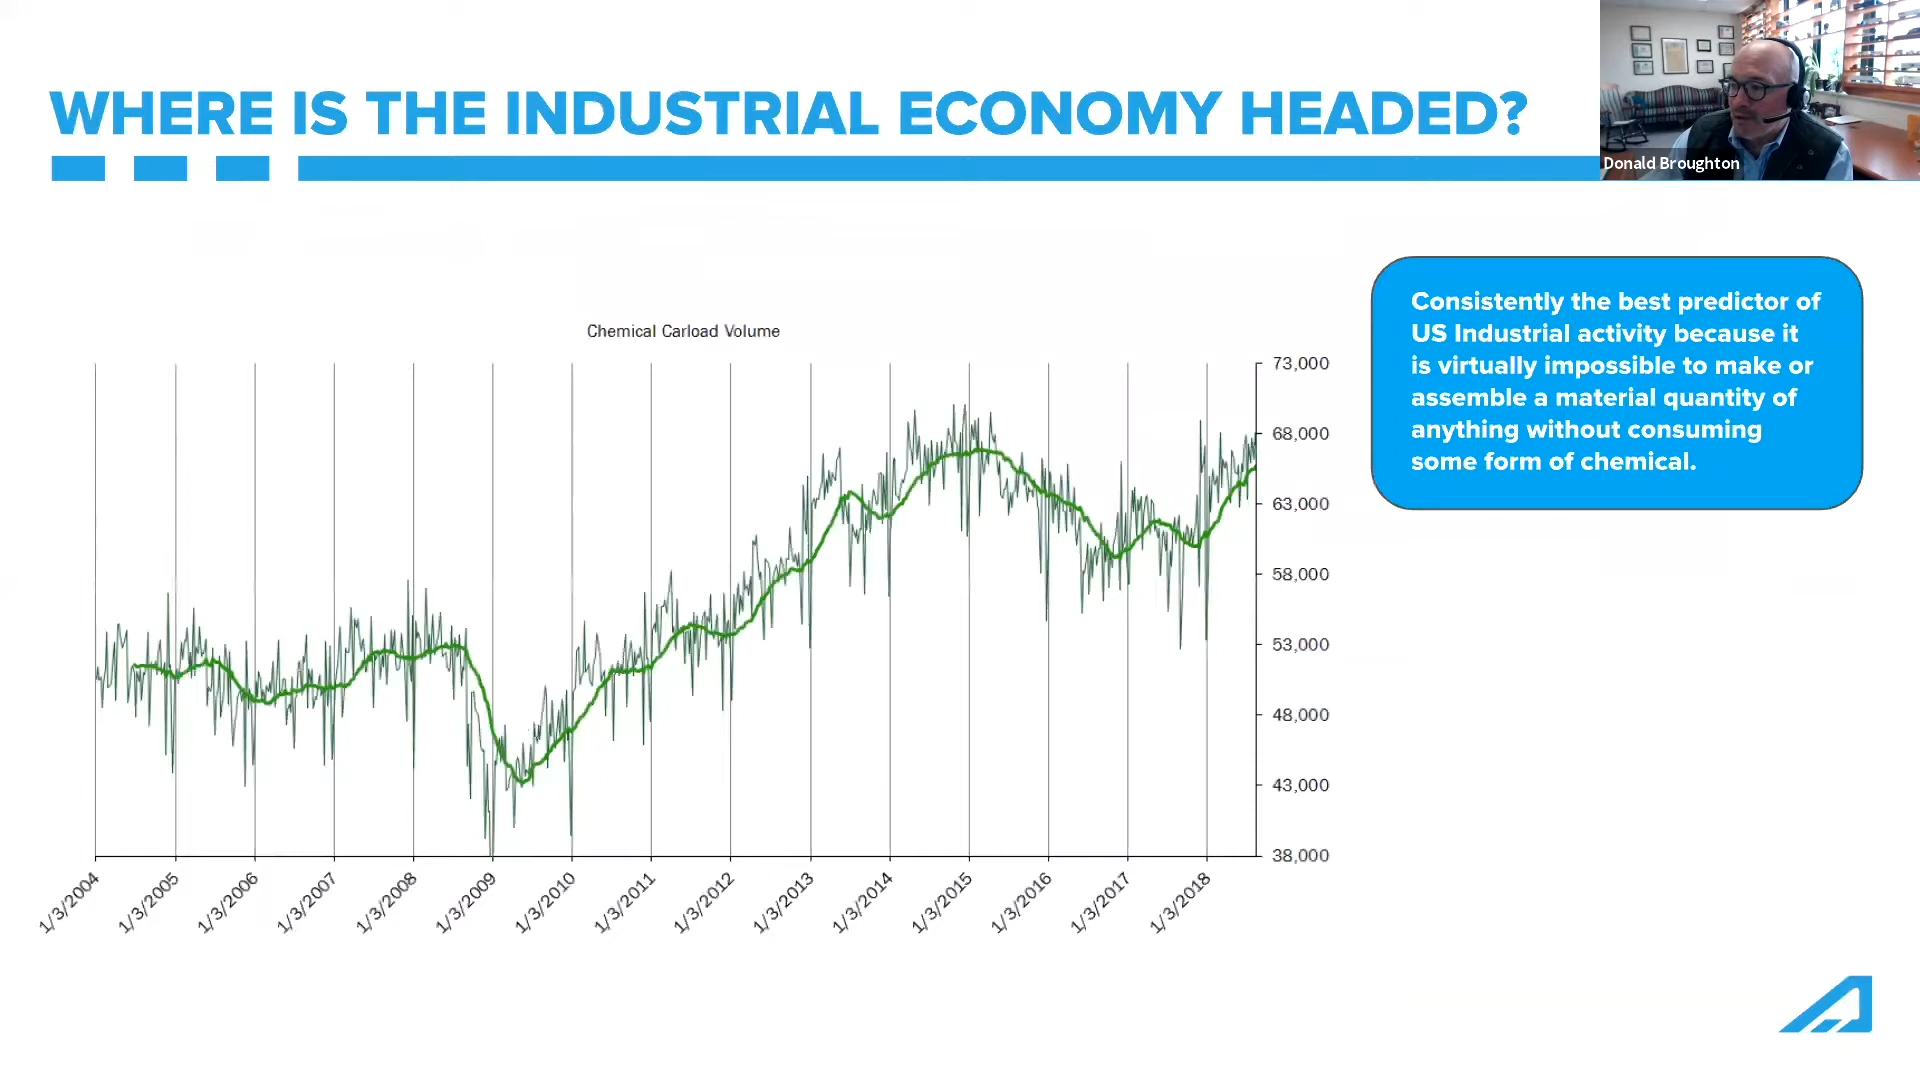 WHERE IS THE INDUSTRIAL ECONOMY HEADED?
Donald Broughton
Consistently the best predictor of
US Industrial activity because it
is virtually impossible to make or
assemble a material quantity of
anything without consuming
some form of chemical.
Chemical Carload Volume
73,000
68,000
63,000
58,000
53,000
48,000
43,000
38,000
1/3/2004
1/3/2005
1/3/2006
1/3/2007
1/3/2008
1/3/2009
1/3/2010
1/3/2011
1/3/2012
1/3/2013
1/3/2014
1/3/2015
1/3/2016
1/3/2017
1/3/2018